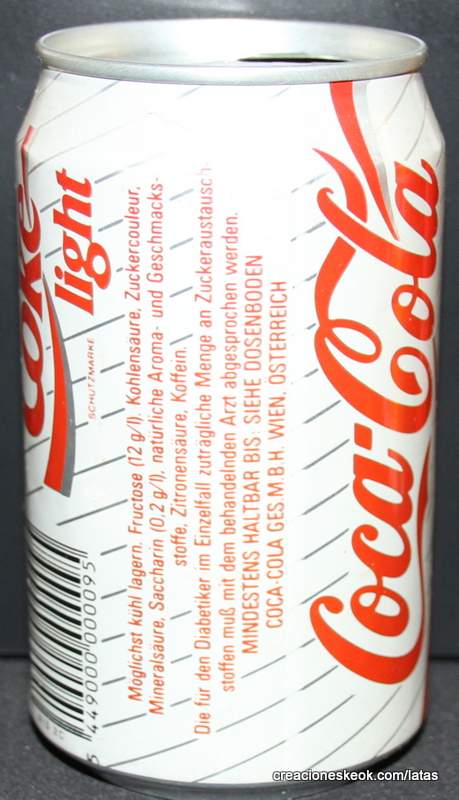 Coke
light
SCHUTZMARKE
5 449000 000095
Möglichst kühl lagern. Fructose (12 g/l), Kohlensäure, Zuckercouleur,
Mineralsäure, Saccharin (0,2 g/l), natürliche Aroma- und Geschmacks-
stoffe, Zitronensäure, Koffein.
Die für den Diabetiker im Einzelfall zuträgliche Menge an Zuckeraustausch-
stoffen muß mit dem behandelnden Arzt abgesprochen werden.
MINDESTENS HALTBAR BIS: SIEHE DOSENBODEN
COCA-COLA GES.M.B.H. WIEN, ÖSTERREICH
Coca-Cola
creacioneskeok.com/latas